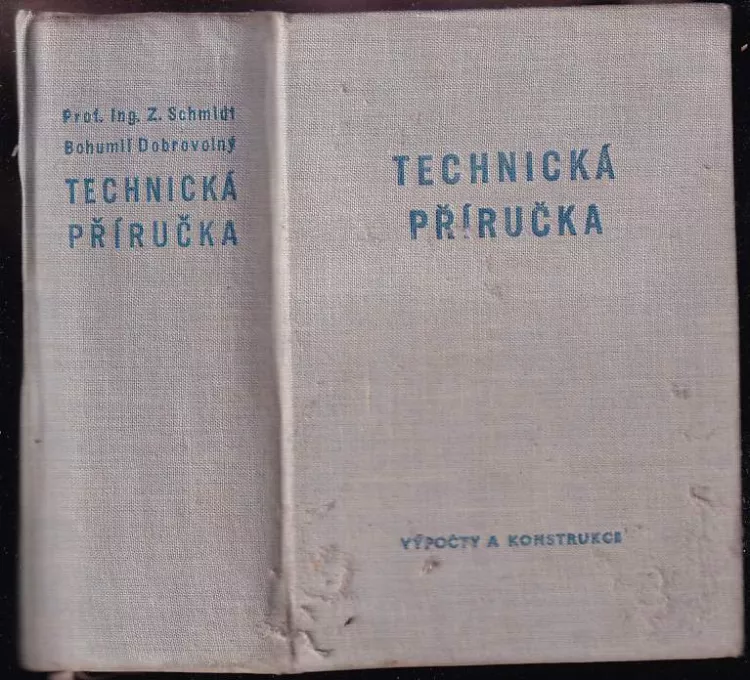 Prof. Ing. Z. Schmidt
Bohumil Dobrovolný
TECHNICKÁ
PŘÍRUČKA
TECHNICKÁ
PŘÍRUČKA
VÝPOČTY A KONSTRUKCE